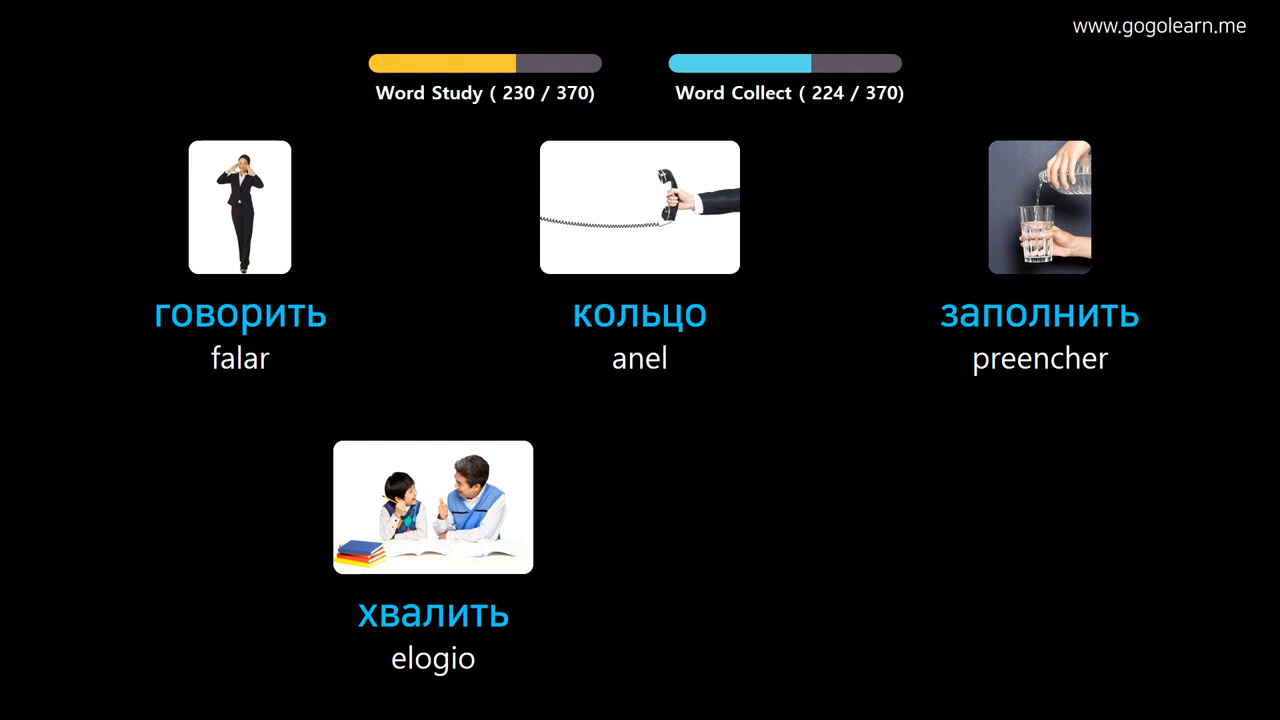 www.gogolearn.me
Word Study ( 230 / 370)
Word Collect ( 224 / 370)
говорить
falar
кольцо
anel
заполнить
preencher
хвалить
elogio